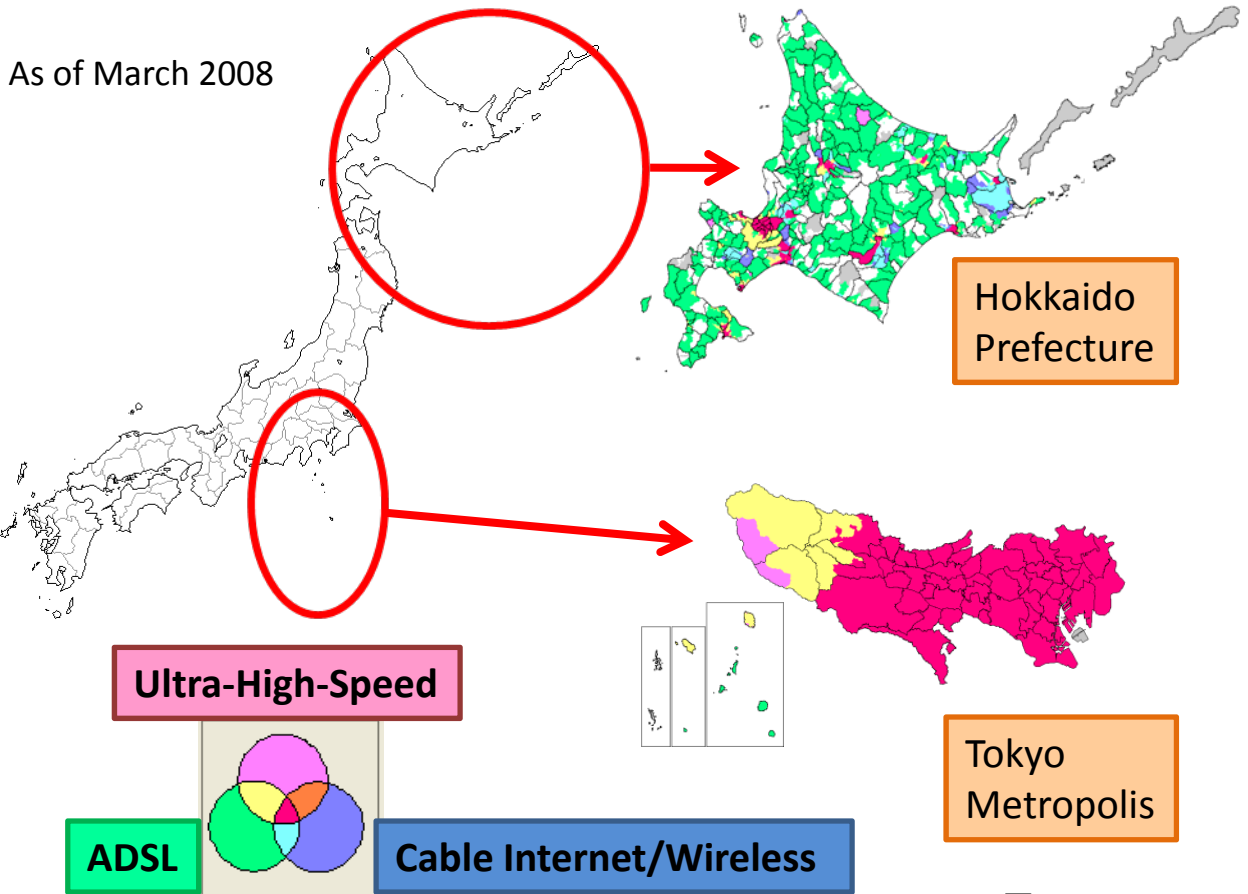 As of March 2008
Hokkaido
Prefecture
Ultra-High-Speed
Tokyo
Metropolis
ADSL
Cable Internet/Wireless